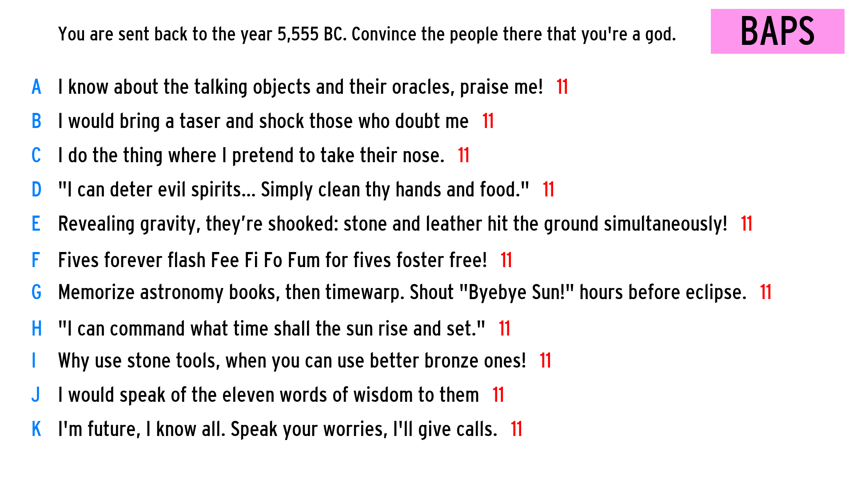 You are sent back to the year 5,555 BC. Convince the people there that you're a god.
BAPS
A I know about the talking objects and their oracles, praise me! 11
B I would bring a taser and shock those who doubt me 11
C I do the thing where I pretend to take their nose. 11
D "I can deter evil spirits... Simply clean thy hands and food." 11
E Revealing gravity, they’re shooked: stone and leather hit the ground simultaneously! 11
F Fives forever flash Fee Fi Fo Fum for fives foster free! 11
G Memorize astronomy books, then timewarp. Shout "Byebye Sun!" hours before eclipse. 11
H "I can command what time shall the sun rise and set." 11
I Why use stone tools, when you can use better bronze ones! 11
J I would speak of the eleven words of wisdom to them 11
K I'm future, I know all. Speak your worries, I'll give calls. 11